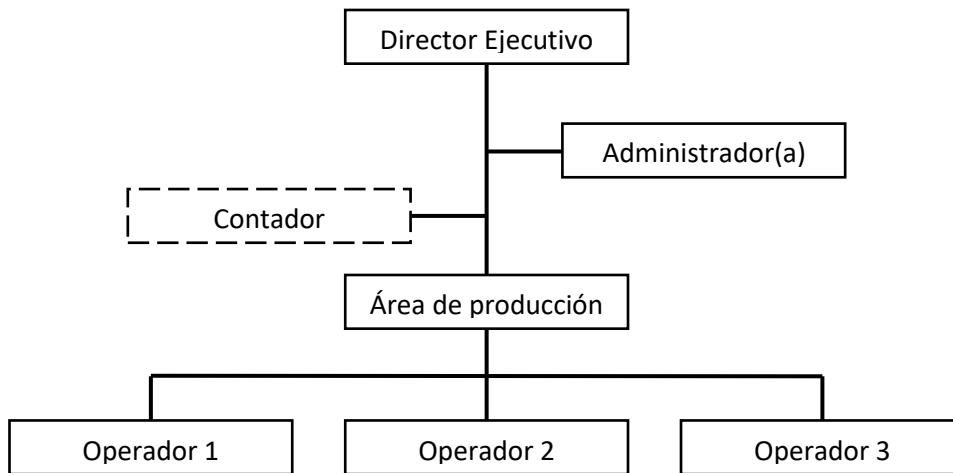 Director Ejecutivo
Administrador(a)
Contador
Área de producción
Operador 1
Operador 2
Operador 3